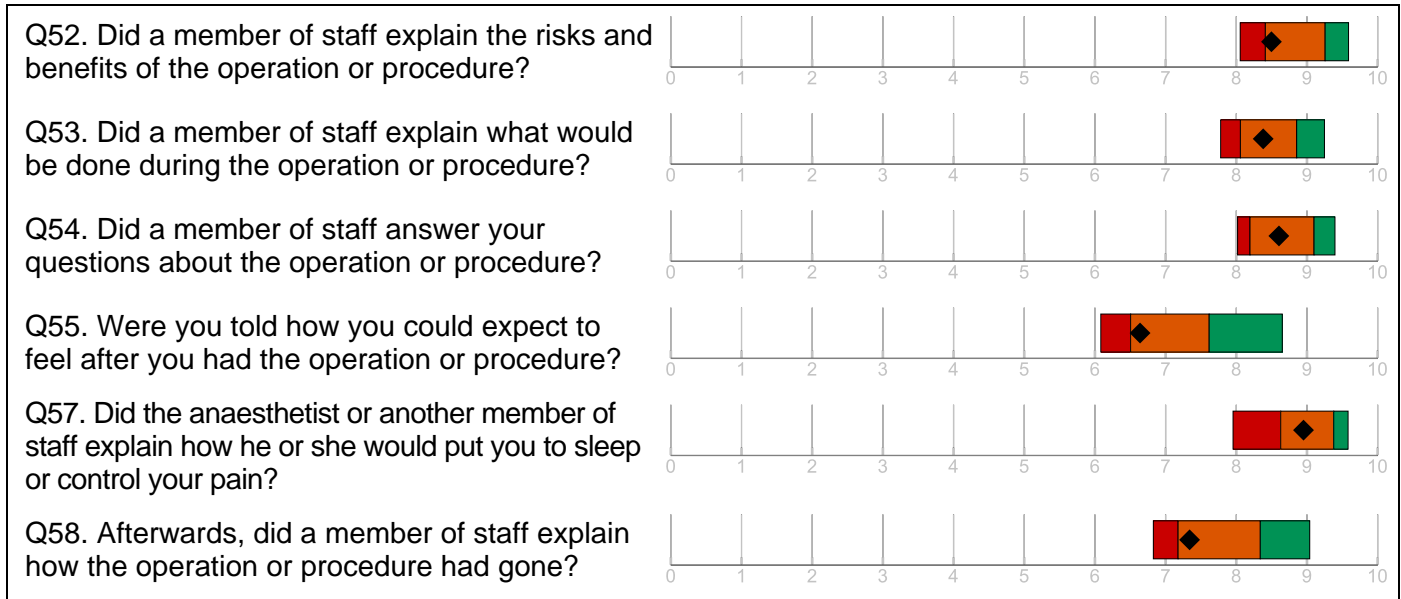 Q52. Did a member of staff explain the risks and
benefits of the operation or procedure?
0 1 2 3 4 5 6 7 8 9 10
Q53. Did a member of staff explain what would
be done during the operation or procedure?
0 1 2 3 4 5 6 7 8 9 10
Q54. Did a member of staff answer your
questions about the operation or procedure?
0 1 2 3 4 5 6 7 8 9 10
Q55. Were you told how you could expect to
feel after you had the operation or procedure?
0 1 2 3 4 5 6 7 8 9 10
Q57. Did the anaesthetist or another member of
staff explain how he or she would put you to sleep
or control your pain?
0 1 2 3 4 5 6 7 8 9 10
Q58. Afterwards, did a member of staff explain
how the operation or procedure had gone?
0 1 2 3 4 5 6 7 8 9 10